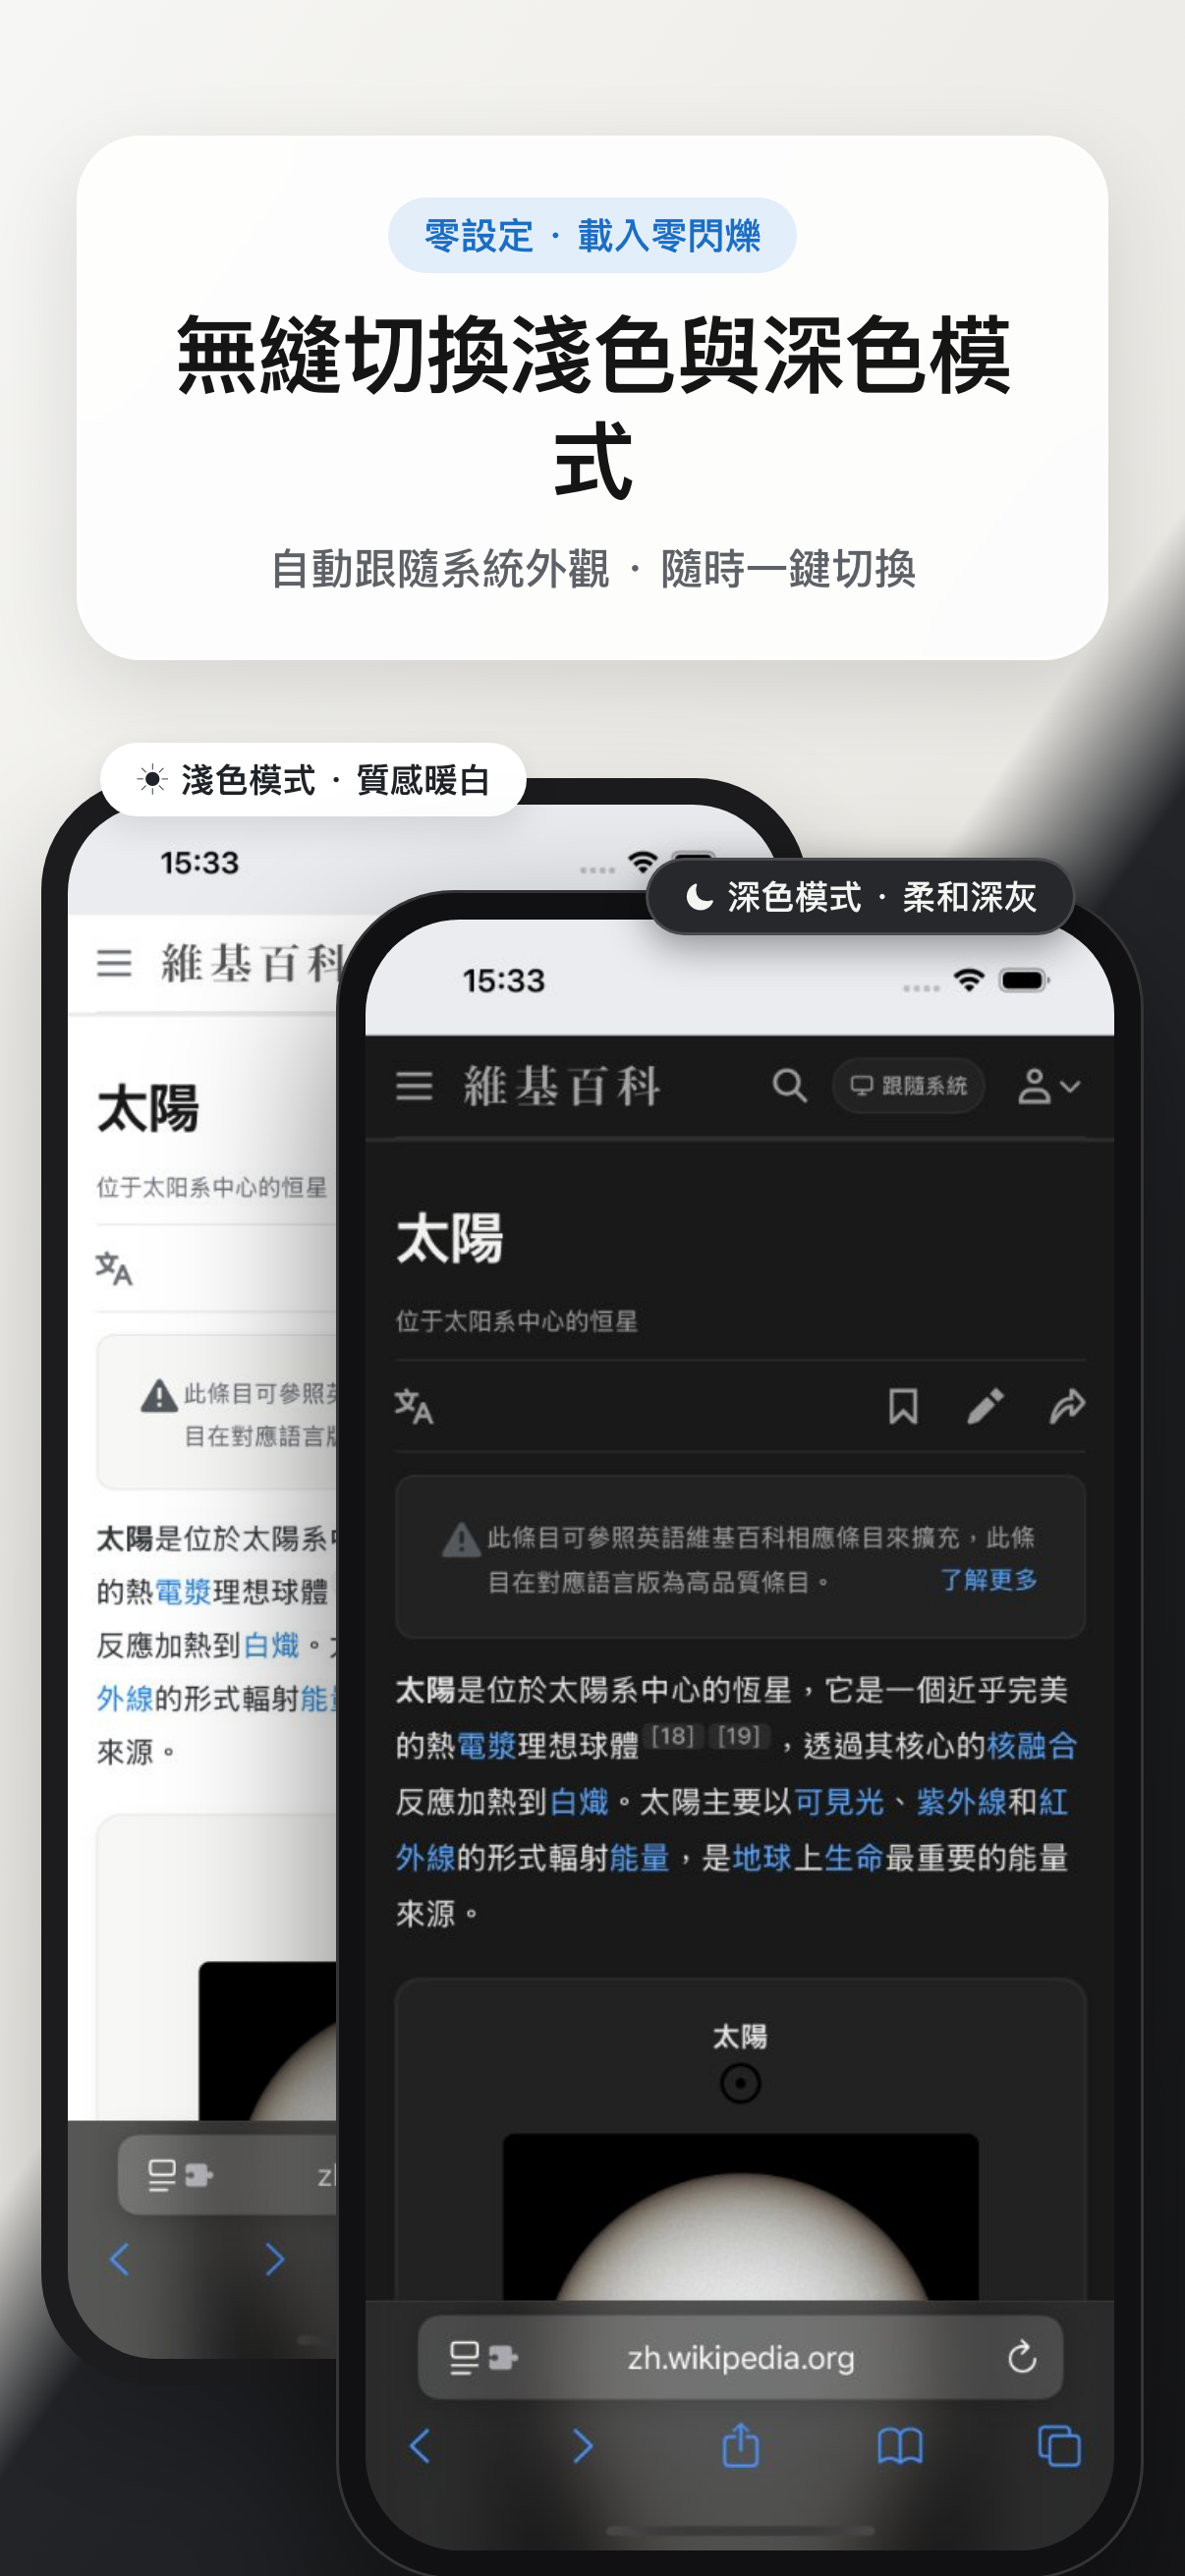 零設定 · 載入零閃爍
無縫切換淺色與深色模
式
自動跟隨系統外觀 · 隨時一鍵切換
淺色模式 · 質感暖白
15:33
維基百科
太陽
位于太阳系中心的恒星
此條目可參照
目在對應語言
太陽是位於太陽系
的熱電漿理想球體
反應加熱到白熾。
外線的形式輻射能
來源。
深色模式 · 柔和深灰
15:33
維基百科
跟隨系統
太陽
位于太阳系中心的恒星
此條目可參照英語維基百科相應條目來擴充，此條
目在對應語言版為高品質條目。 了解更多
太陽是位於太陽系中心的恆星，它是一個近乎完美
的熱電漿理想球體[18][19]，透過其核心的核融合
反應加熱到白熾。太陽主要以可見光、紫外線和紅
外線的形式輻射能量，是地球上生命最重要的能量
來源。
太陽
zh.wikipedia.org